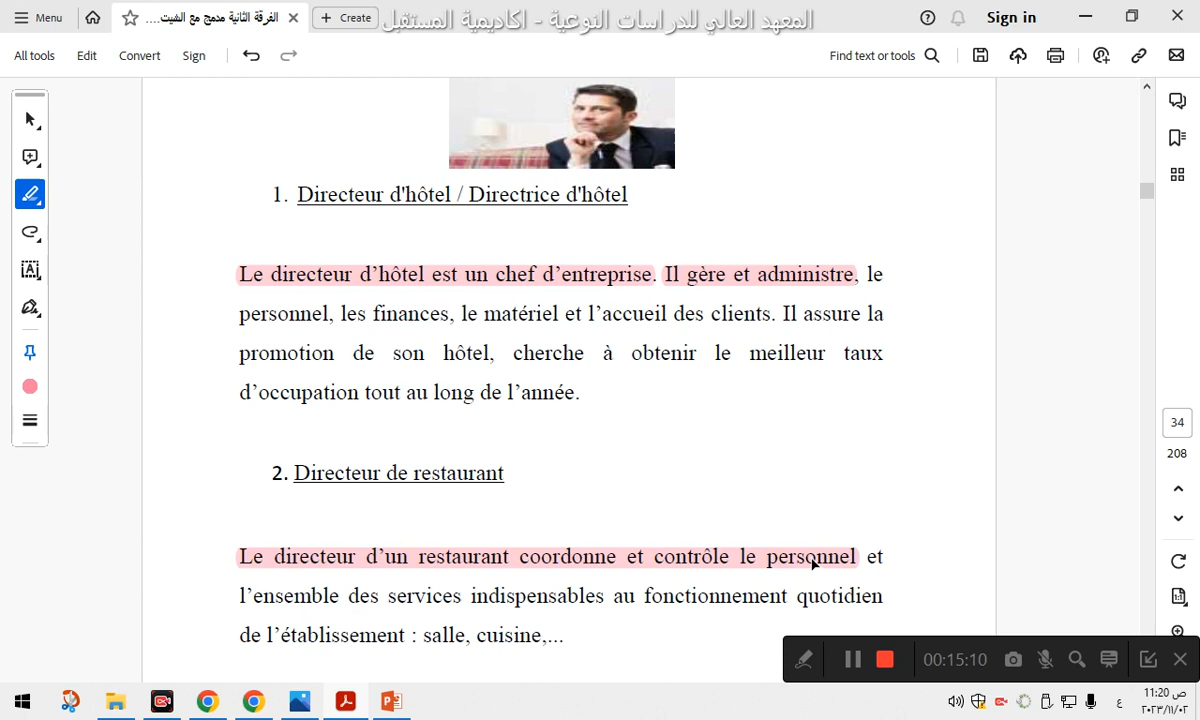 Menu
الفرقة الثانية مدمج مع الشيت....
Create
المعهد العالي للدراسات النوعية - اكاديمية المستقبل
Sign in
All tools
Edit
Convert
Sign
Find text or tools
1. Directeur d'hôtel / Directrice d'hôtel
Le directeur d’hôtel est un chef d’entreprise. Il gère et administre, le
personnel, les finances, le matériel et l’accueil des clients. Il assure la
promotion de son hôtel, cherche à obtenir le meilleur taux
d’occupation tout au long de l’année.
2. Directeur de restaurant
Le directeur d’un restaurant coordonne et contrôle le personnel et
l’ensemble des services indispensables au fonctionnement quotidien
de l’établissement : salle, cuisine,...
34
208
00:15:10
ع
11:20 ص
٢٠٢٣/١١/٠٢